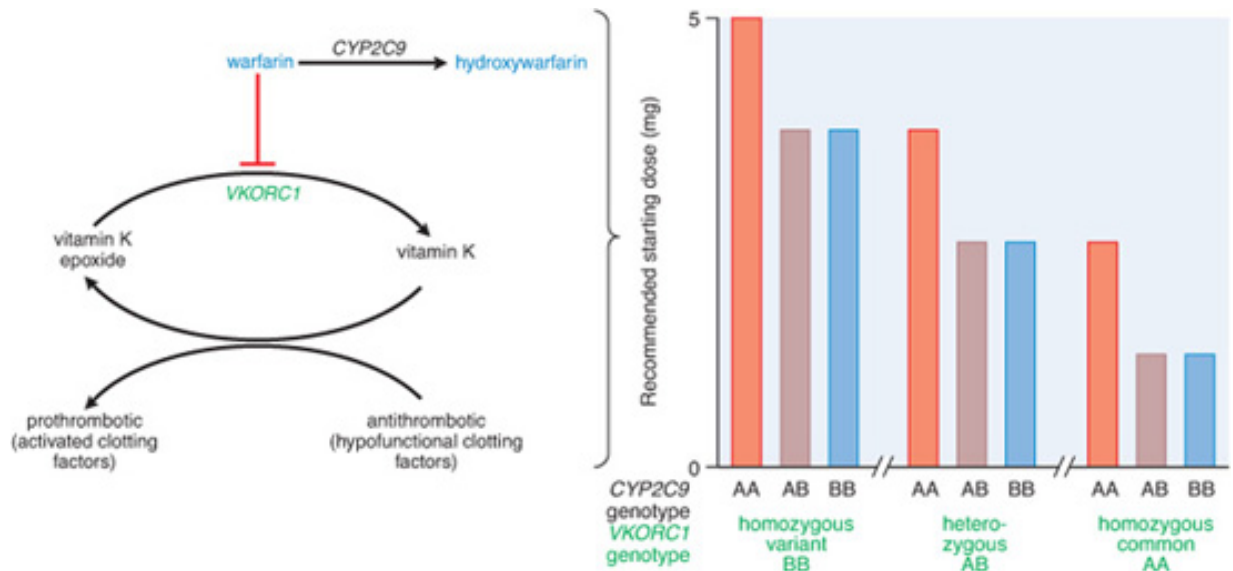 warfarin
CYP2C9
hydroxywarfarin
VKORC1
vitamin K
epoxide
vitamin K
prothrombotic
(activated clotting
factors)
antithrombotic
(hypofunctional clotting
factors)
Recommended starting dose (mg)
5
0
CYP2C9
genotype
AA AB BB
AA AB BB
AA AB BB
VKORC1
genotype
homozygous
variant
BB
hetero-
zygous
AB
homozygous
common
AA